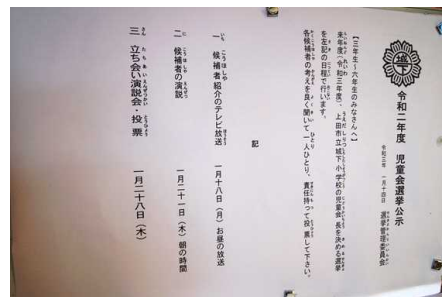 城下
令和二年度　児童会選挙公示
令和三年　一月十四日　選挙管理委員会
【三年生～六年生のみなさんへ】
来年度（令和三年度）、上田市立城下小学校の児童会長を決める選挙
を左記の日程で行います。
各候補者の考えを良く聞いて一人ひとり、責任持って投票して下さい。
記
一　候補者紹介のテレビ放送　一月十八日（月）お昼の放送
二　候補者の演説　一月二十一日（木）朝の時間
三　立ち会い演説会・投票　一月二十八日（木）